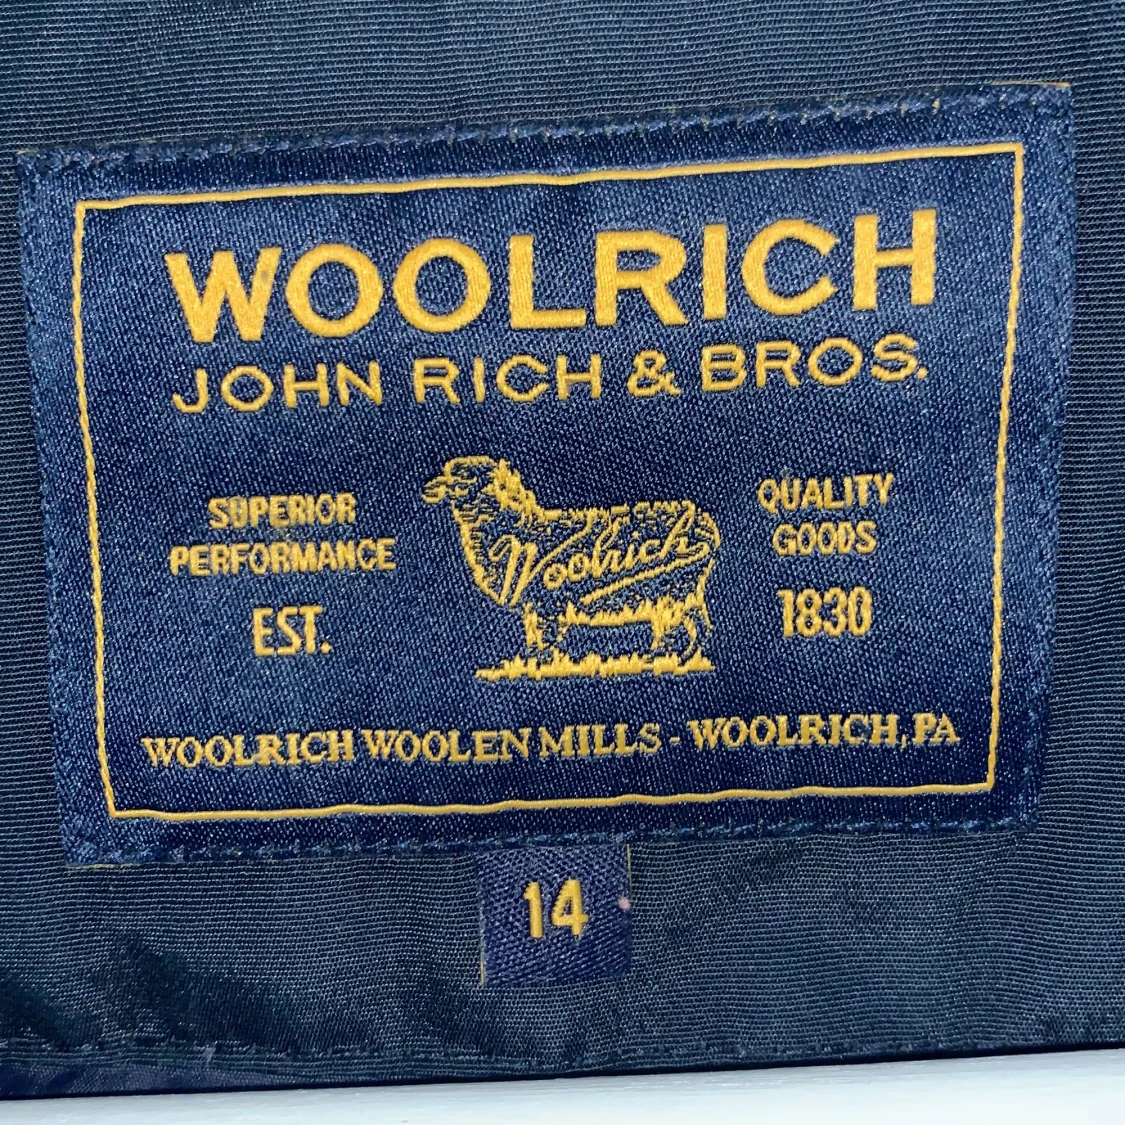 WOOLRICH
JOHN RICH & BROS.
SUPERIOR
PERFORMANCE
EST.
Woolrich
QUALITY
GOODS
1830
WOOLRICH WOOLEN MILLS - WOOLRICH, PA
14